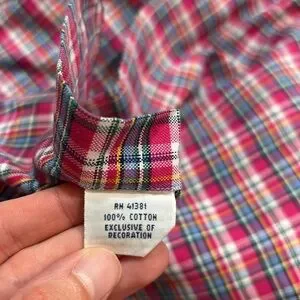 RN 41381
100% COTTON
EXCLUSIVE OF
DECORATION